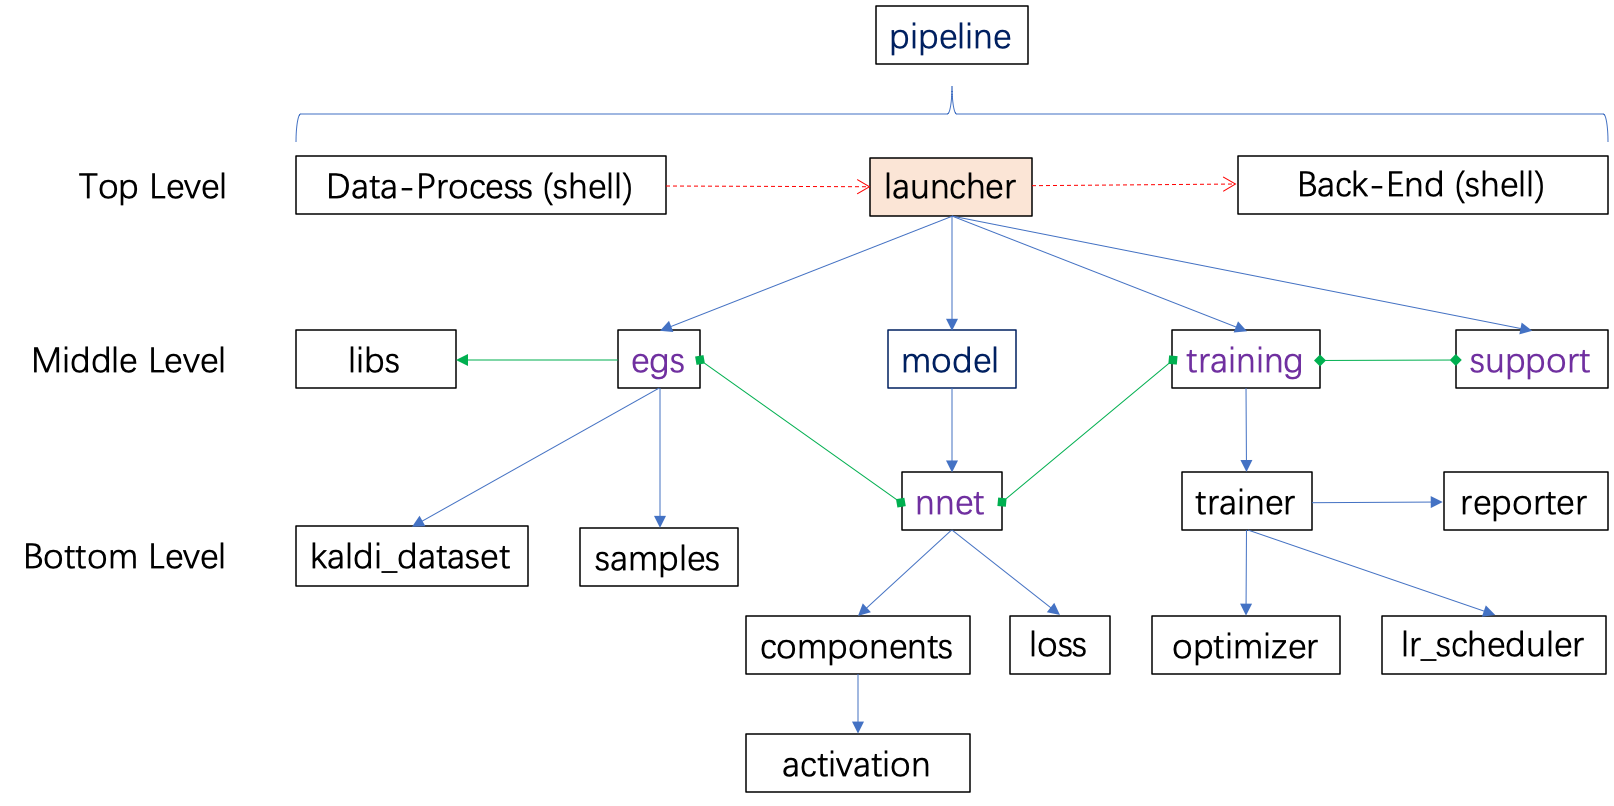 pipeline
Top Level
Data-Process (shell)
launcher
Back-End (shell)
Middle Level
libs
egs
model
training
support
nnet
trainer
reporter
Bottom Level
kaldi_dataset
samples
components
loss
optimizer
lr_scheduler
activation